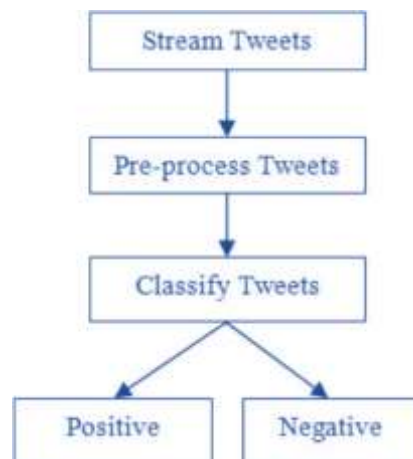 Stream Tweets
Pre-process Tweets
Classify Tweets
Positive
Negative